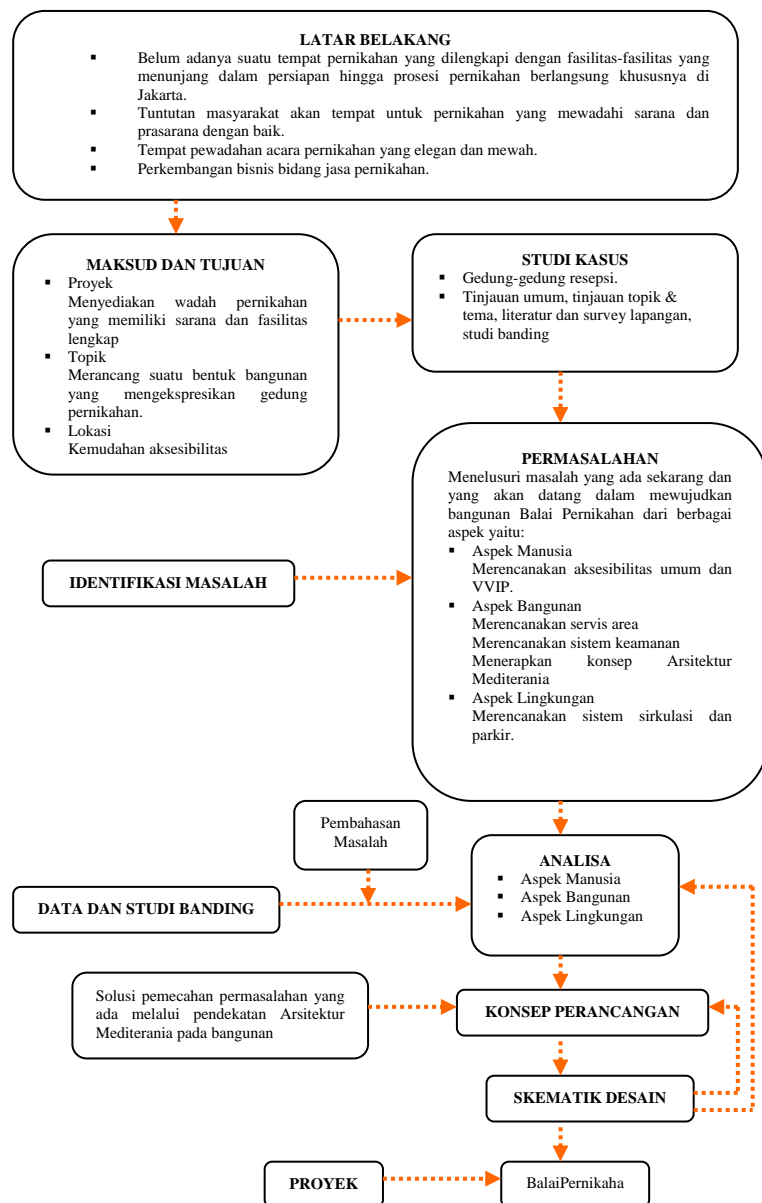 LATAR BELAKANG
▪ Belum adanya suatu tempat pernikahan yang dilengkapi dengan fasilitas-fasilitas yang
menunjang dalam persiapan hingga prosesi pernikahan berlangsung khususnya di
Jakarta.
▪ Tuntutan masyarakat akan tempat untuk pernikahan yang mewadahi sarana dan
prasarana dengan baik.
▪ Tempat pewadahan acara pernikahan yang elegan dan mewah.
▪ Perkembangan bisnis bidang jasa pernikahan.
MAKSUD DAN TUJUAN
▪ Proyek
Menyediakan wadah pernikahan
yang memiliki sarana dan fasilitas
lengkap
▪ Topik
Merancang suatu bentuk bangunan
yang mengekspresikan gedung
pernikahan.
▪ Lokasi
Kemudahan aksesibilitas
STUDI KASUS
▪ Gedung-gedung resepsi.
▪ Tinjauan umum, tinjauan topik &
tema, literatur dan survey lapangan,
studi banding
PERMASALAHAN
Menelusuri masalah yang ada sekarang dan
yang akan datang dalam mewujudkan
bangunan Balai Pernikahan dari berbagai
aspek yaitu:
▪ Aspek Manusia
Merencanakan aksesibilitas umum dan
VVIP.
▪ Aspek Bangunan
Merencanakan servis area
Merencanakan sistem keamanan
Menerapkan konsep Arsitektur
Mediterania
▪ Aspek Lingkungan
Merencanakan sistem sirkulasi dan
parkir.
IDENTIFIKASI MASALAH
Pembahasan
Masalah
ANALISA
▪ Aspek Manusia
▪ Aspek Bangunan
▪ Aspek Lingkungan
DATA DAN STUDI BANDING
Solusi pemecahan permasalahan yang
ada melalui pendekatan Arsitektur
Mediterania pada bangunan
KONSEP PERANCANGAN
SKEMATIK DESAIN
PROYEK
BalaiPernikaha